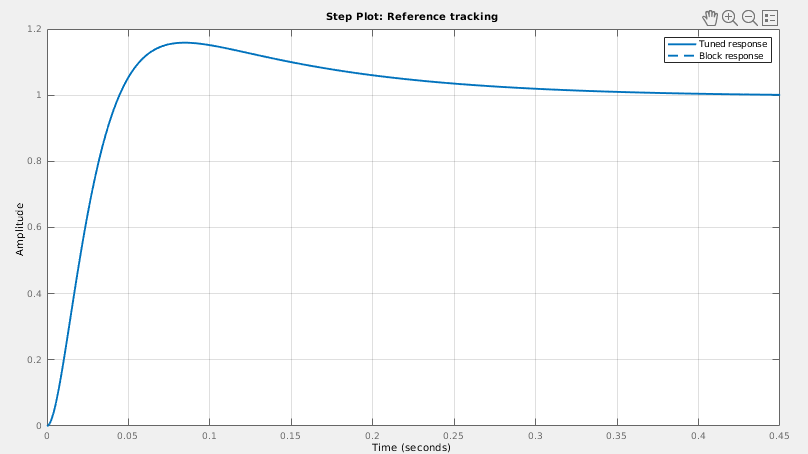 Step Plot: Reference tracking
Tuned response
Block response
1.2
1
0.8
0.6
0.4
0.2
0
Amplitude
0 0.05 0.1 0.15 0.2 0.25 0.3 0.35 0.4 0.45
Time (seconds)